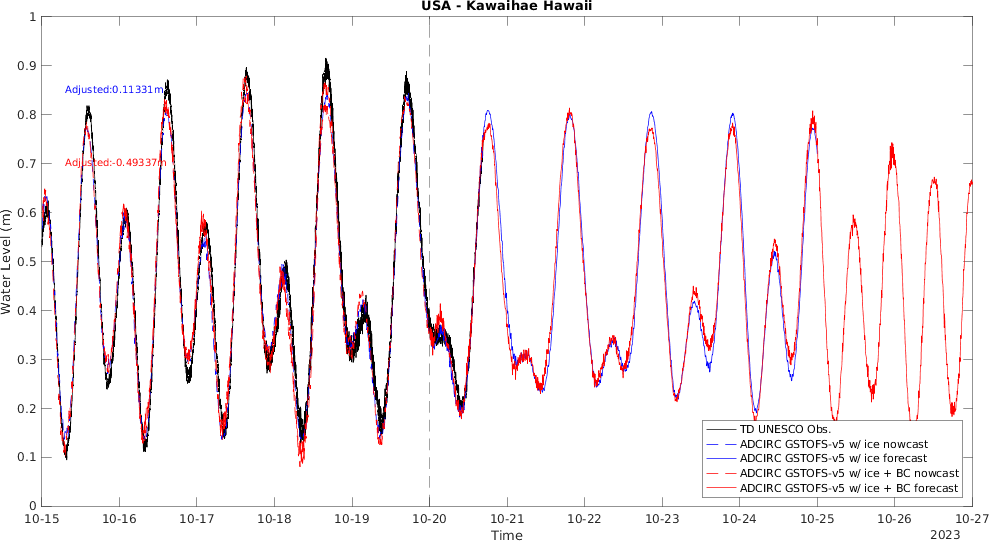 USA - Kawaihae Hawaii
1
0.9
0.8
0.7
0.6
0.5
0.4
0.3
0.2
0.1
0
Water Level (m)
Adjusted:0.11331m
Adjusted:-0.49337m
TD UNESCO Obs.
ADCIRC GSTOFS-v5 w/ ice nowcast
ADCIRC GSTOFS-v5 w/ ice forecast
ADCIRC GSTOFS-v5 w/ ice + BC nowcast
ADCIRC GSTOFS-v5 w/ ice + BC forecast
10-15 10-16 10-17 10-18 10-19 10-20 10-21 10-22 10-23 10-24 10-25 10-26 10-27
Time
2023